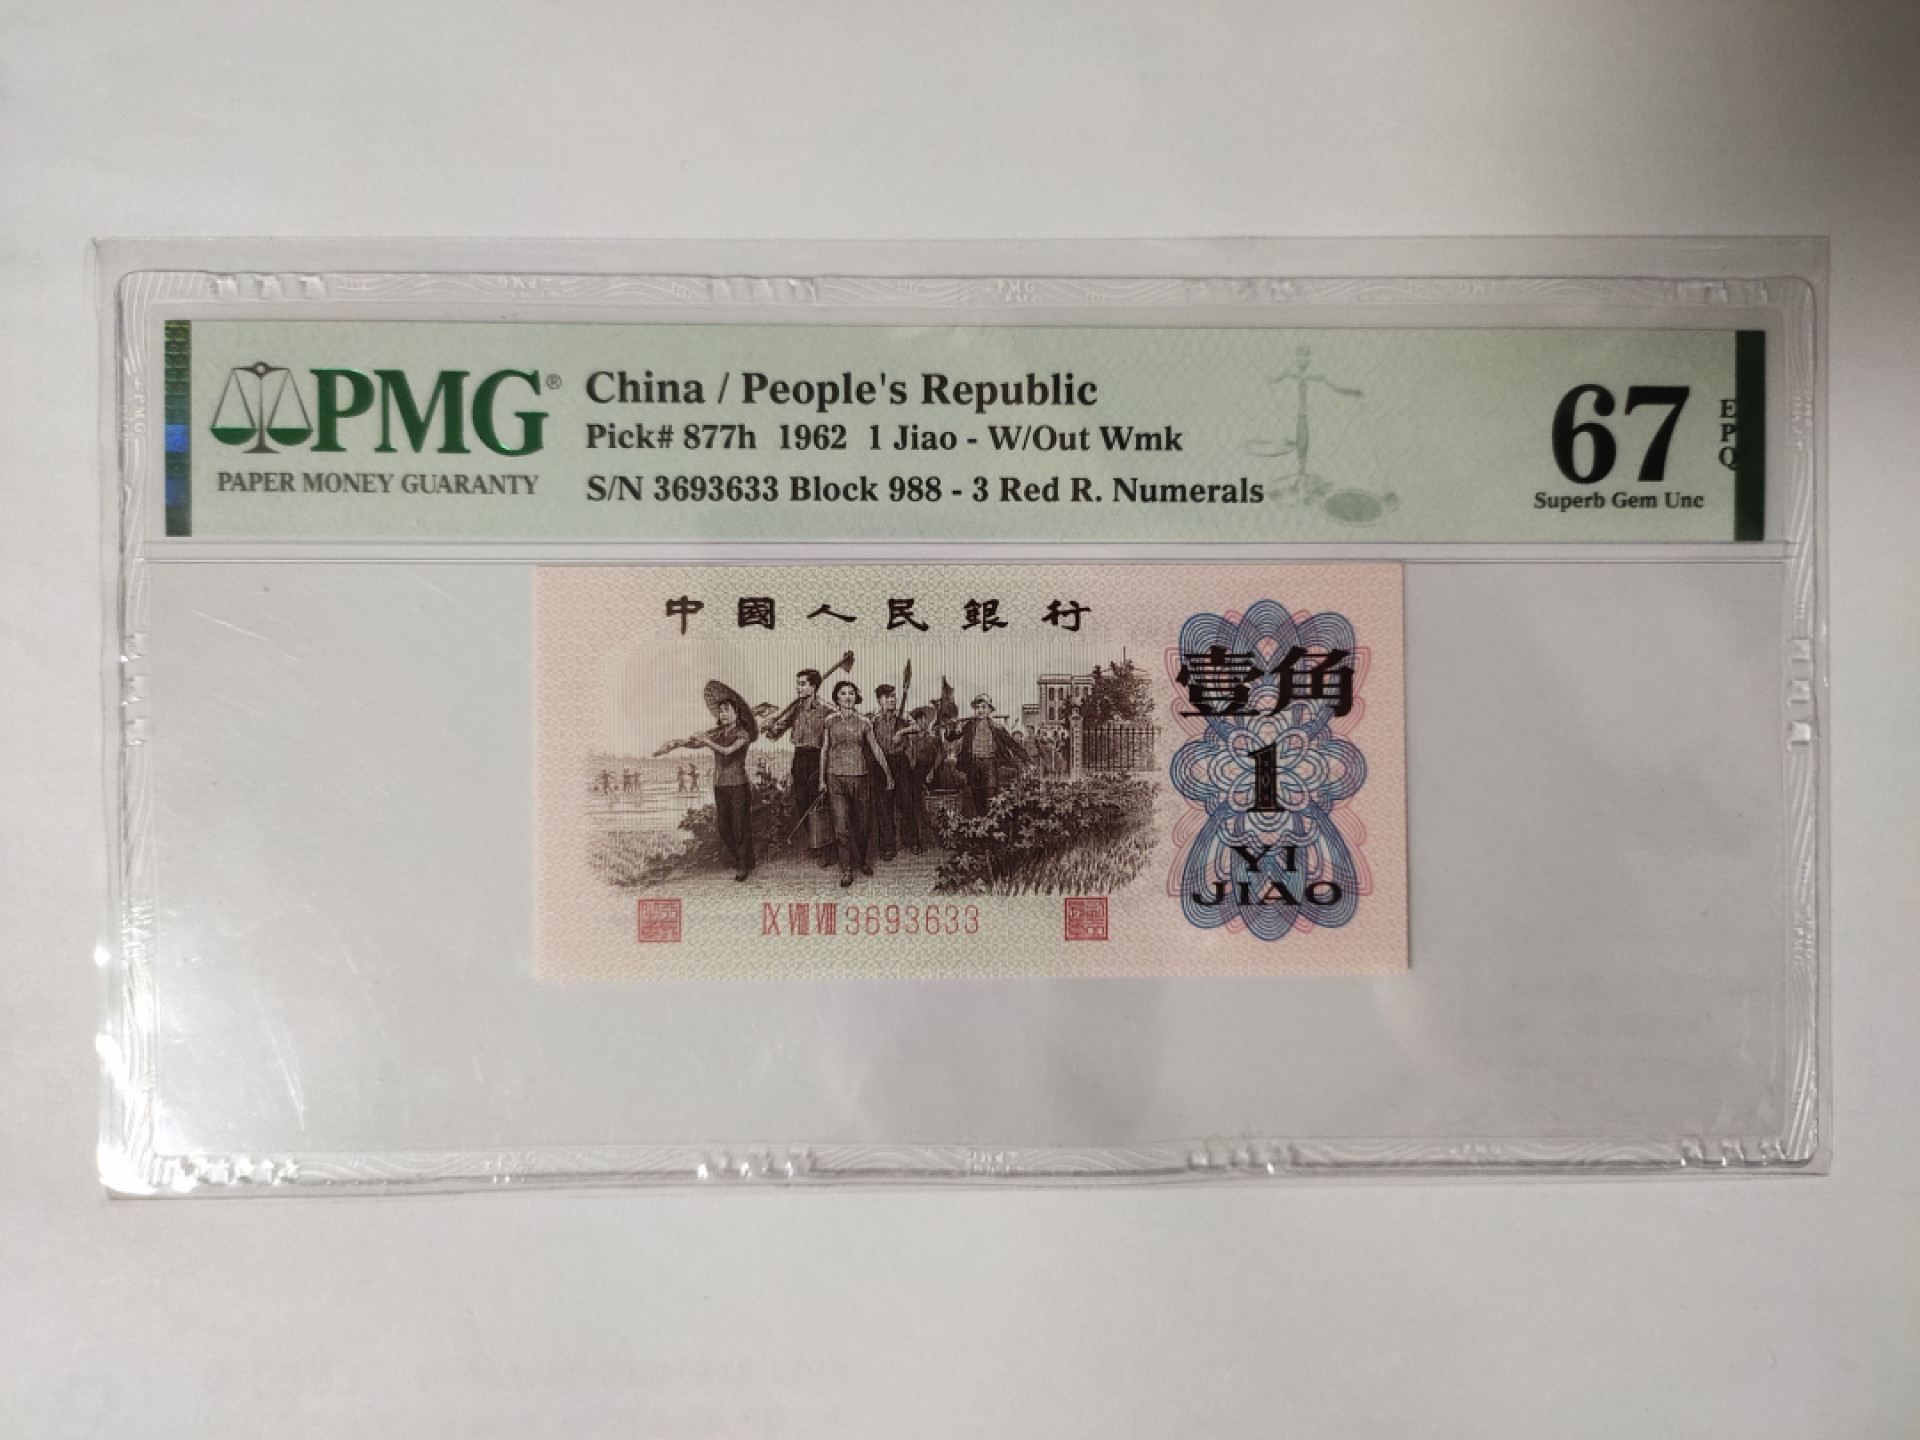 PMG®
PAPER MONEY GUARANTY
China / People's Republic
Pick# 877h 1962 1 Jiao - W/Out Wmk
S/N 3693633 Block 988 - 3 Red R. Numerals
67
EPQ
Superb Gem Unc
中國人民銀行
壹角
1
YI
JIAO
IX VIII VIII 3693633